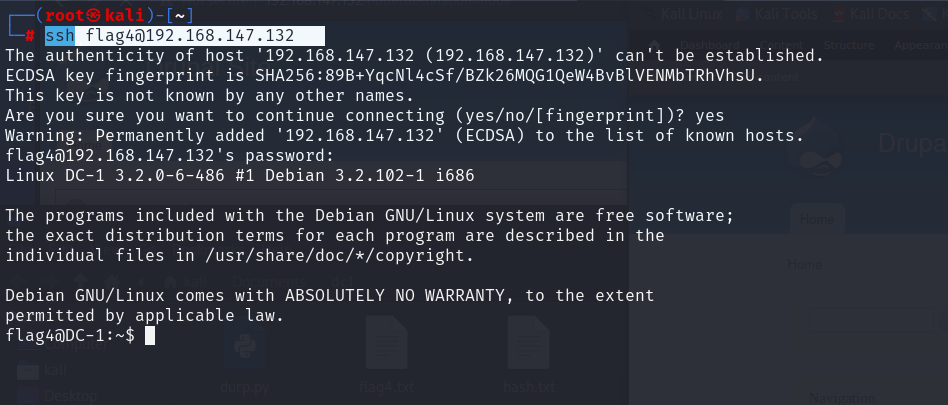 Kali Linux Kali Tools Kali Docs
┌──(root㉿kali)-[~]
└─# ssh flag4@192.168.147.132
The authenticity of host '192.168.147.132 (192.168.147.132)' can't be established.
ECDSA key fingerprint is SHA256:89B+YqcNl4cSf/BZk26MQG1QeW4BvBlVENMbTRhVhsU.
This key is not known by any other names.
Are you sure you want to continue connecting (yes/no/[fingerprint])? yes
Warning: Permanently added '192.168.147.132' (ECDSA) to the list of known hosts.
flag4@192.168.147.132's password:
Linux DC-1 3.2.0-6-486 #1 Debian 3.2.102-1 i686
The programs included with the Debian GNU/Linux system are free software;
the exact distribution terms for each program are described in the
individual files in /usr/share/doc/*/copyright.
Debian GNU/Linux comes with ABSOLUTELY NO WARRANTY, to the extent
permitted by applicable law.
flag4@DC-1:~$
Content Structure
Drupa
Home
Home
Navigation
kali
Desktop
flag4.txt
hash.txt